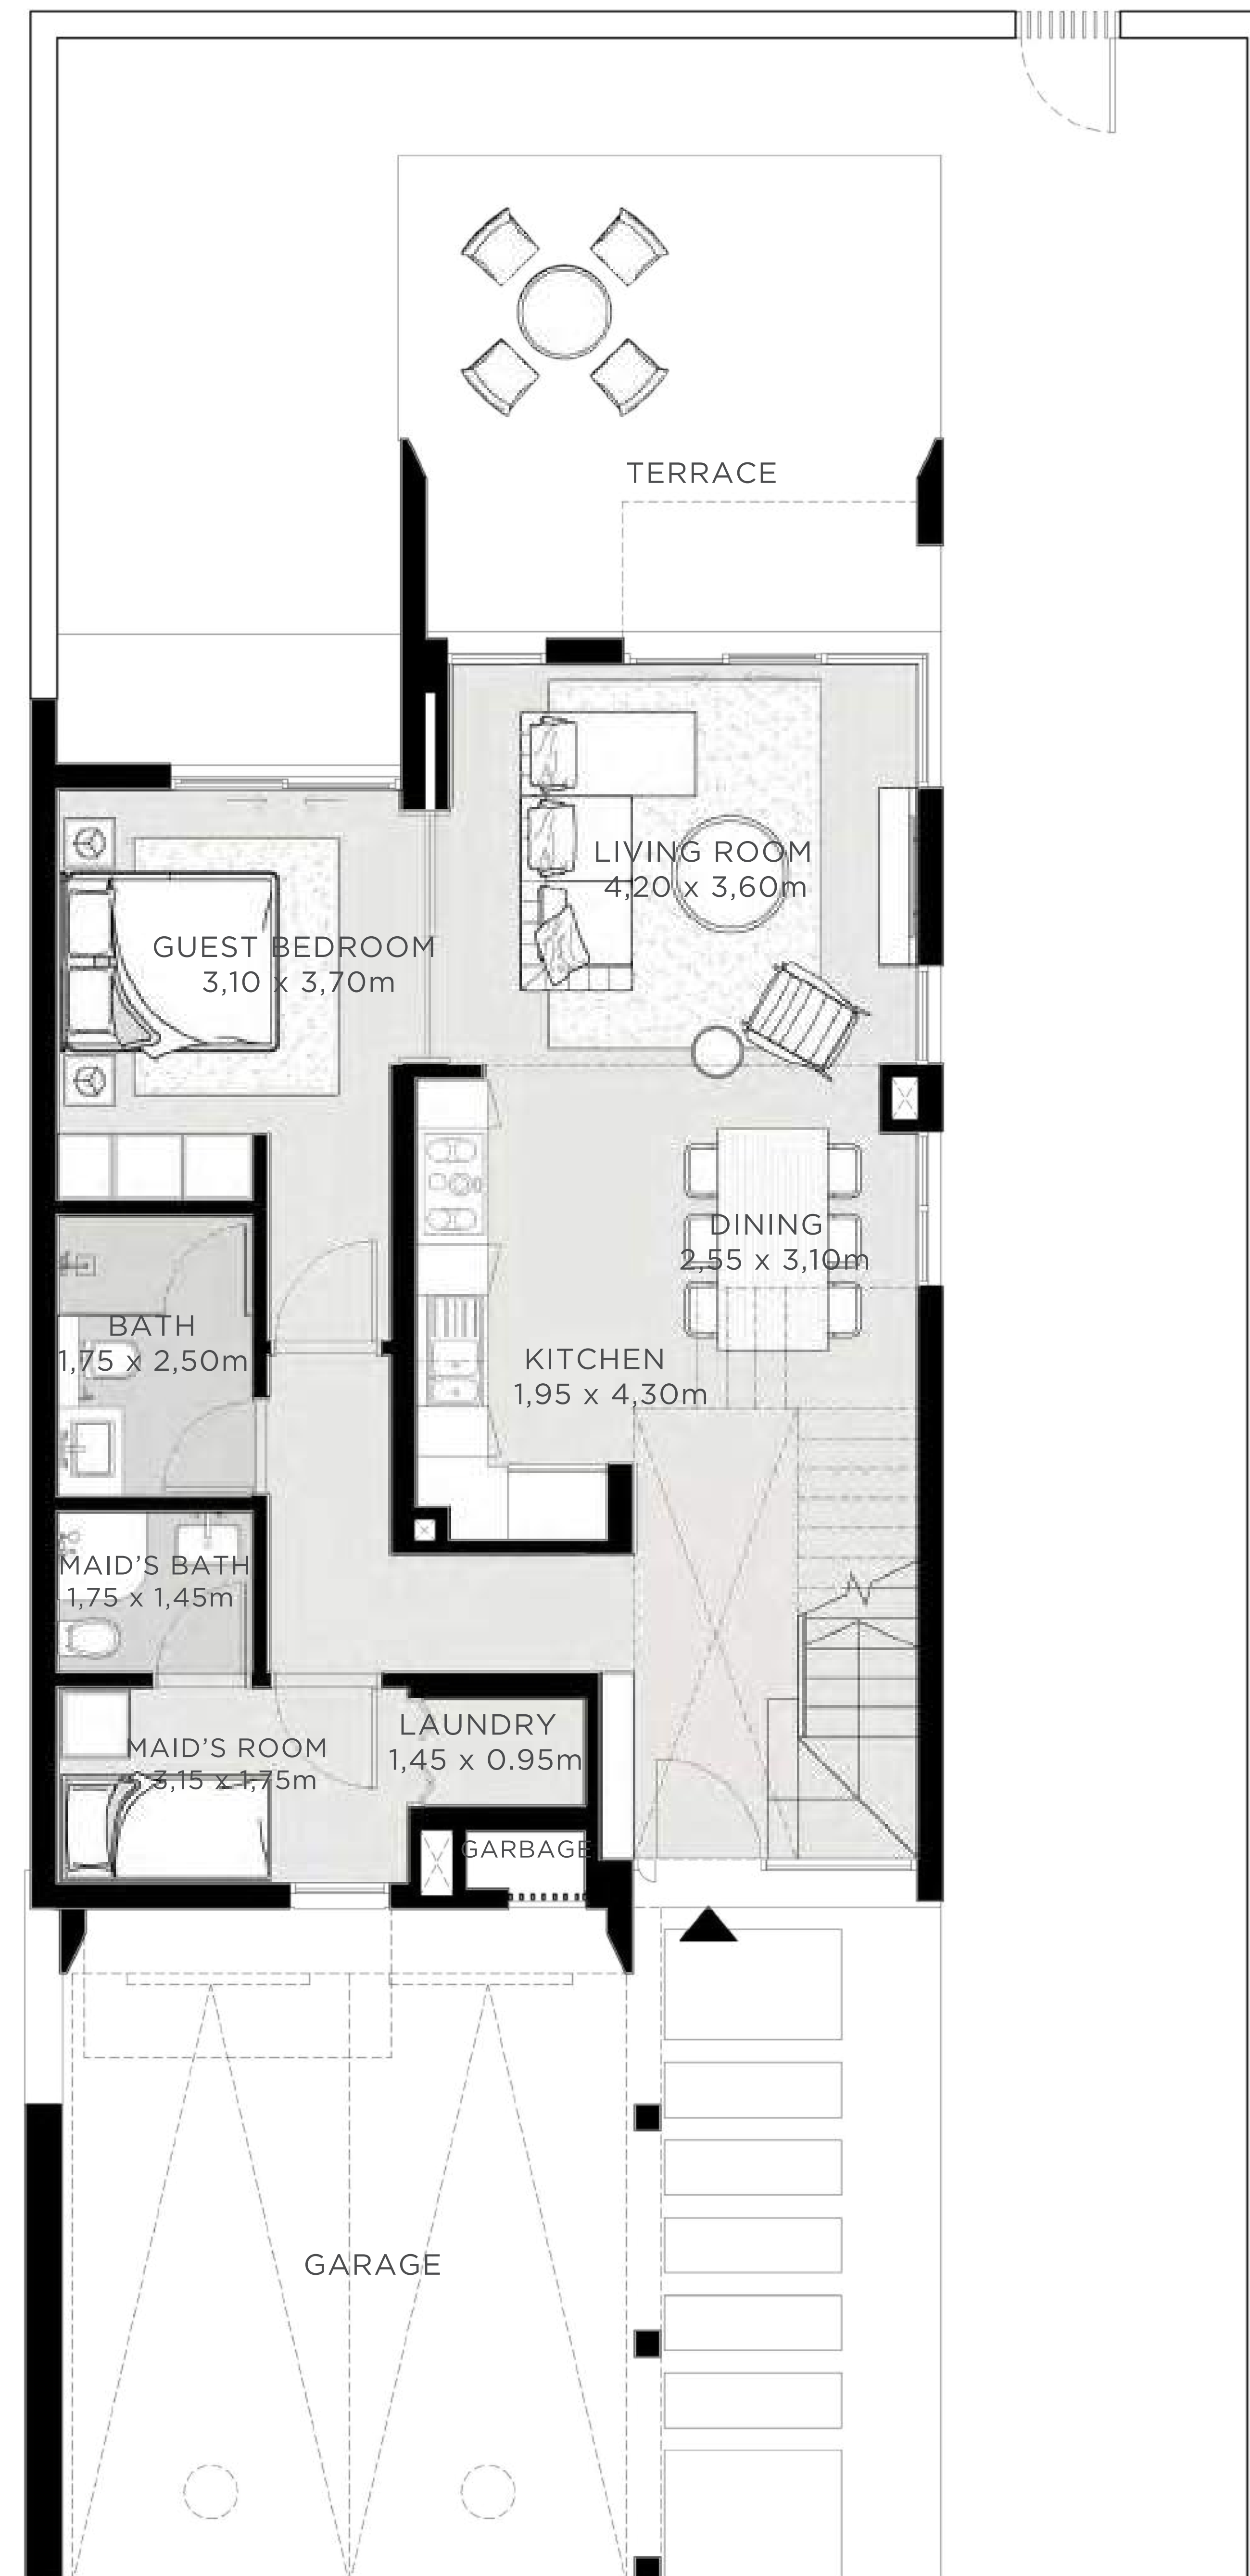 TERRACE
LIVING ROOM
4,20 x 3,60m
GUEST BEDROOM
3,10 x 3,70m
DINING
2,55 x 3,10m
BATH
1,75 x 2,50m
KITCHEN
1,95 x 4,30m
MAID'S BATH
1,75 x 1,45m
LAUNDRY
1,45 x 0.95m
MAID'S ROOM
3,15 x 1,75m
GARBAGE
GARAGE